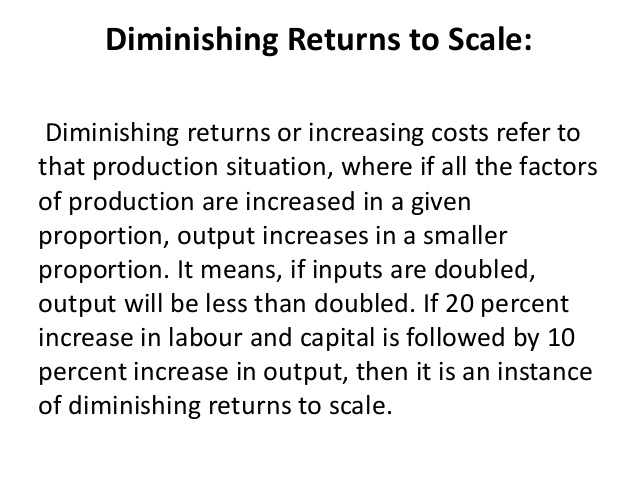 Diminishing Returns to Scale:
Diminishing returns or increasing costs refer to
that production situation, where if all the factors
of production are increased in a given
proportion, output increases in a smaller
proportion. It means, if inputs are doubled,
output will be less than doubled. If 20 percent
increase in labour and capital is followed by 10
percent increase in output, then it is an instance
of diminishing returns to scale.